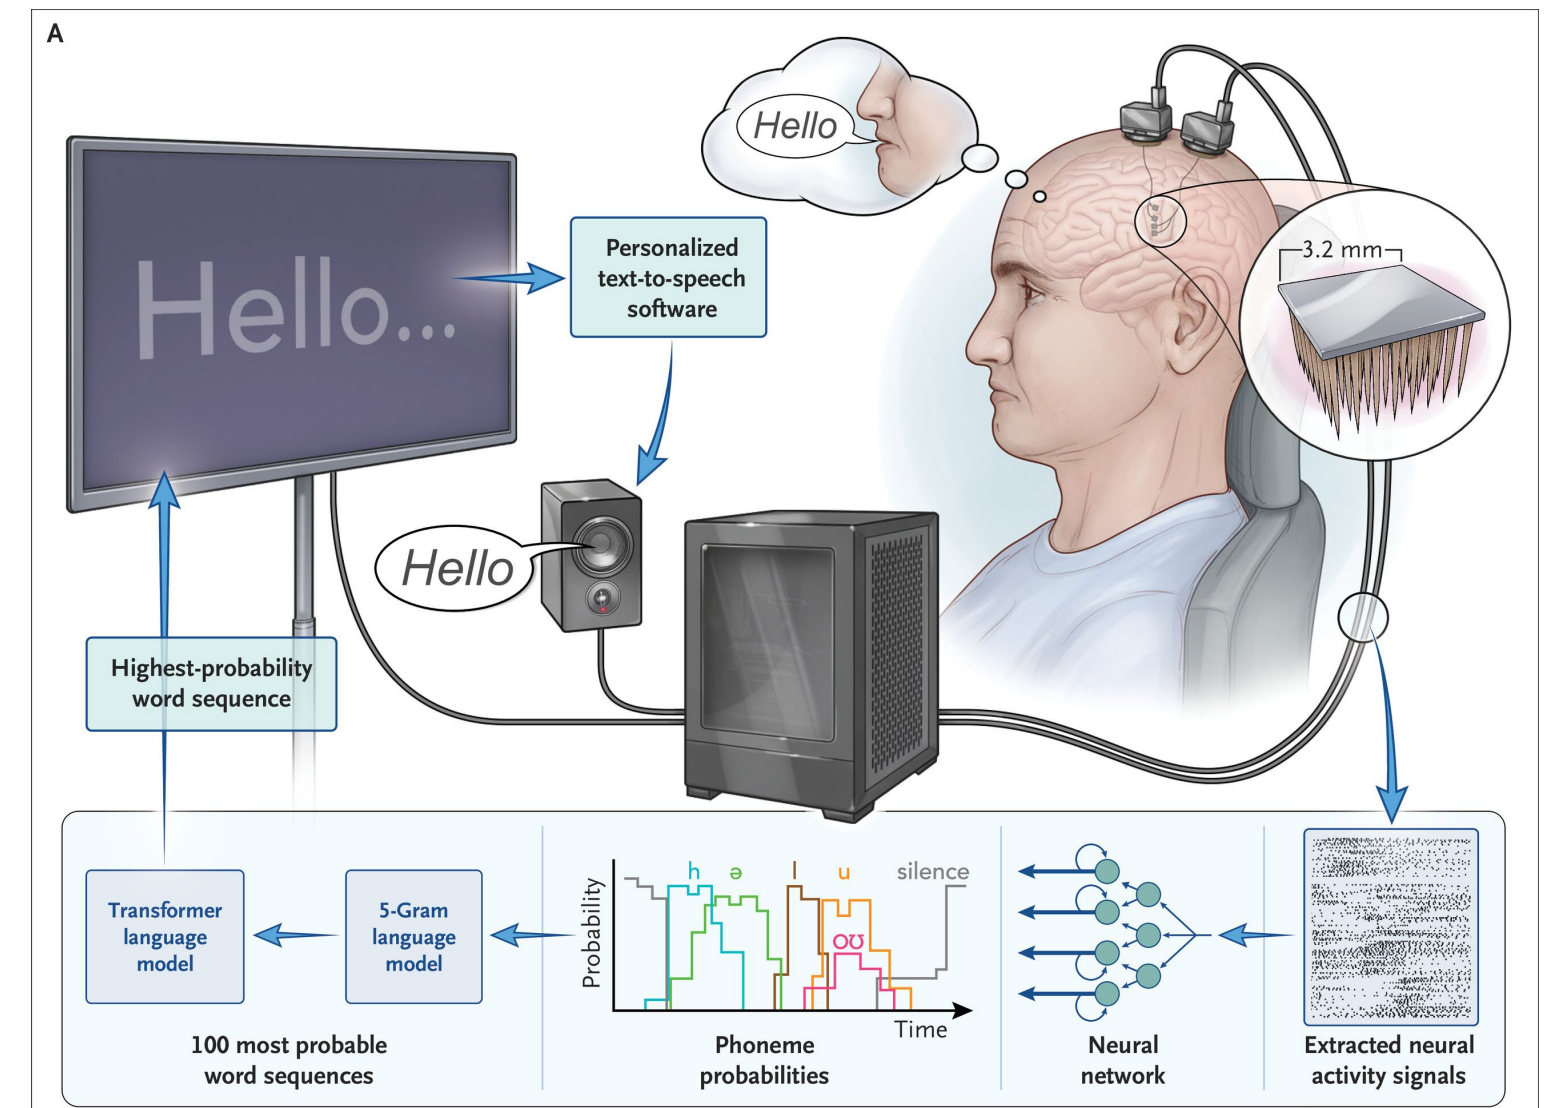 A
Hello
Hello...
Personalized
text-to-speech
software
3.2 mm
Hello
Highest-probability
word sequence
Transformer
language
model
5-Gram
language
model
100 most probable
word sequences
Probability
h ə l u silence
oʊ
Time
Phoneme
probabilities
Neural
network
Extracted neural
activity signals